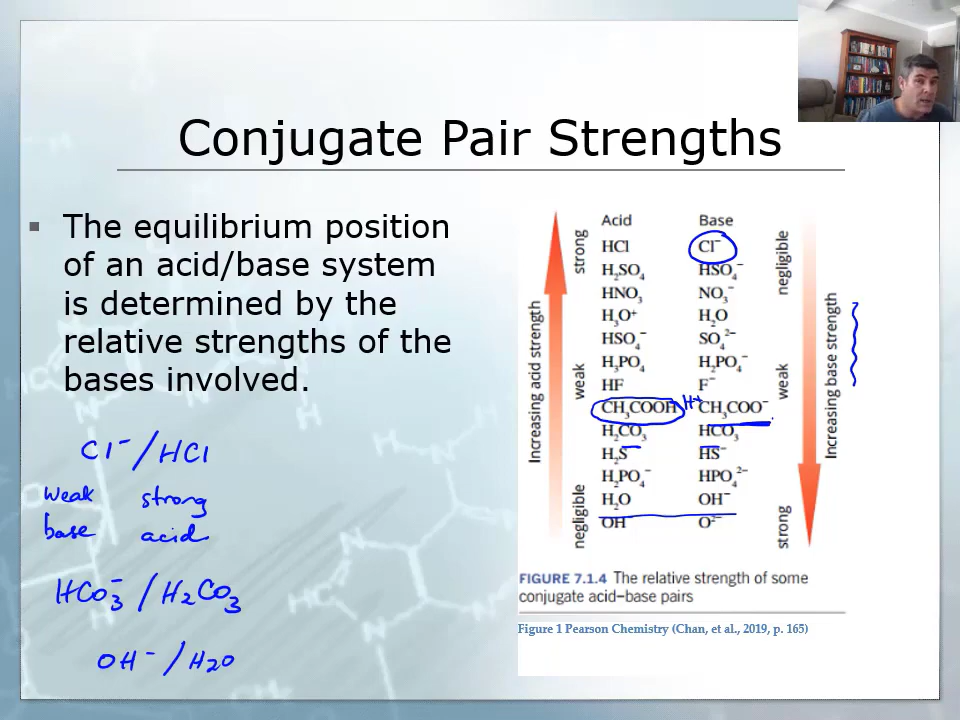 Conjugate Pair Strengths
▪ The equilibrium position
of an acid/base system
is determined by the
relative strengths of the
bases involved.
Cl⁻ / HCl
weak strong
base acid
HCO₃⁻ / H₂CO₃
OH⁻ / H₂O
Increasing acid strength
strong
weak
negligible
Acid Base
HCl Cl⁻
H₂SO₄ HSO₄⁻
HNO₃ NO₃⁻
H₃O⁺ H₂O
HSO₄⁻ SO₄²⁻
H₃PO₄ H₂PO₄⁻
HF F⁻
CH₃COOH H+ CH₃COO⁻
H₂CO₃ HCO₃⁻
H₂S HS⁻
H₂PO₄⁻ HPO₄²⁻
H₂O OH⁻
OH⁻ O²⁻
negligible
weak
strong
Increasing base strength
FIGURE 7.1.4 The relative strength of some
conjugate acid–base pairs
Figure 1 Pearson Chemistry (Chan, et al., 2019, p. 165)